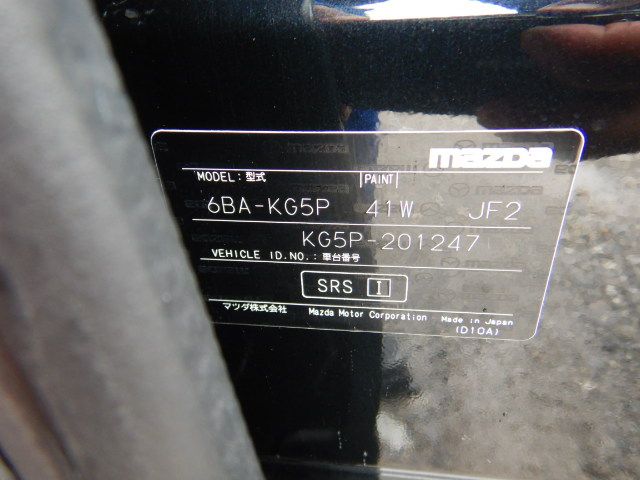 mazda
MODEL:型式 PAINT
6BA-KG5P 41W JF2
KG5P-201247
VEHICLE ID.NO.:車台番号
SRS I
マツダ株式会社 Mazda Motor Corporation Made in Japan
(D10A)